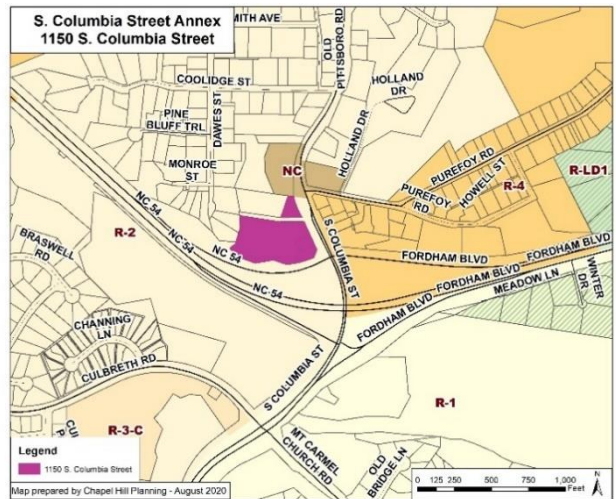 S. Columbia Street Annex
1150 S. Columbia Street
SMITH AVE
OLD
PITTSBORO RD
COOLIDGE ST
HOLLAND
DR
PINE
BLUFF TRL
DAWES ST
HOLLAND DR
MONROE
ST
NC
PUREFOY RD
HOWELL ST
R-LD1
PUREFOY
RD
R-4
R-2
NC 54
NC 54
NC 54
NC 54
S COLUMBIA ST
FORDHAM BLVD
FORDHAM BLVD
FORDHAM BLVD
FORDHAM BLVD
MEADOW LN
WINTER
DR
BRASWELL
RD
CHANNING
LN
CULBRETH RD
S COLUMBIA ST
R-1
R-3-C
MT CARMEL
CHURCH RD
OLD
BRIDGE LN
Legend
1150 S. Columbia Street
Map prepared by Chapel Hill Planning - August 2020
0 125 250 500 750 1,000
Feet
N